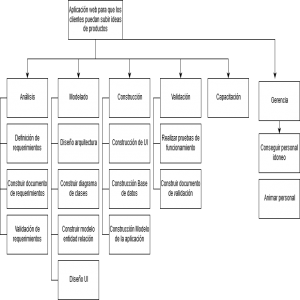 Aplicación web para que los
clientes puedan subir ideas
de productos
Análisis
Modelado
Construcción
Validación
Capacitación
Gerencia
Definición de
requerimientos
Diseño arquitectura
Construcción de UI
Realizar pruebas de
funcionamiento
Conseguir personal
idoneo
Construir documento
de requerimientos
Construir diagrama
de clases
Construcción Base
de datos
Construir documento
de validación
Animar personal
Validación de
requerimientos
Construir modelo
entidad relación
Construcción Modelo
de la aplicación
Diseño UI